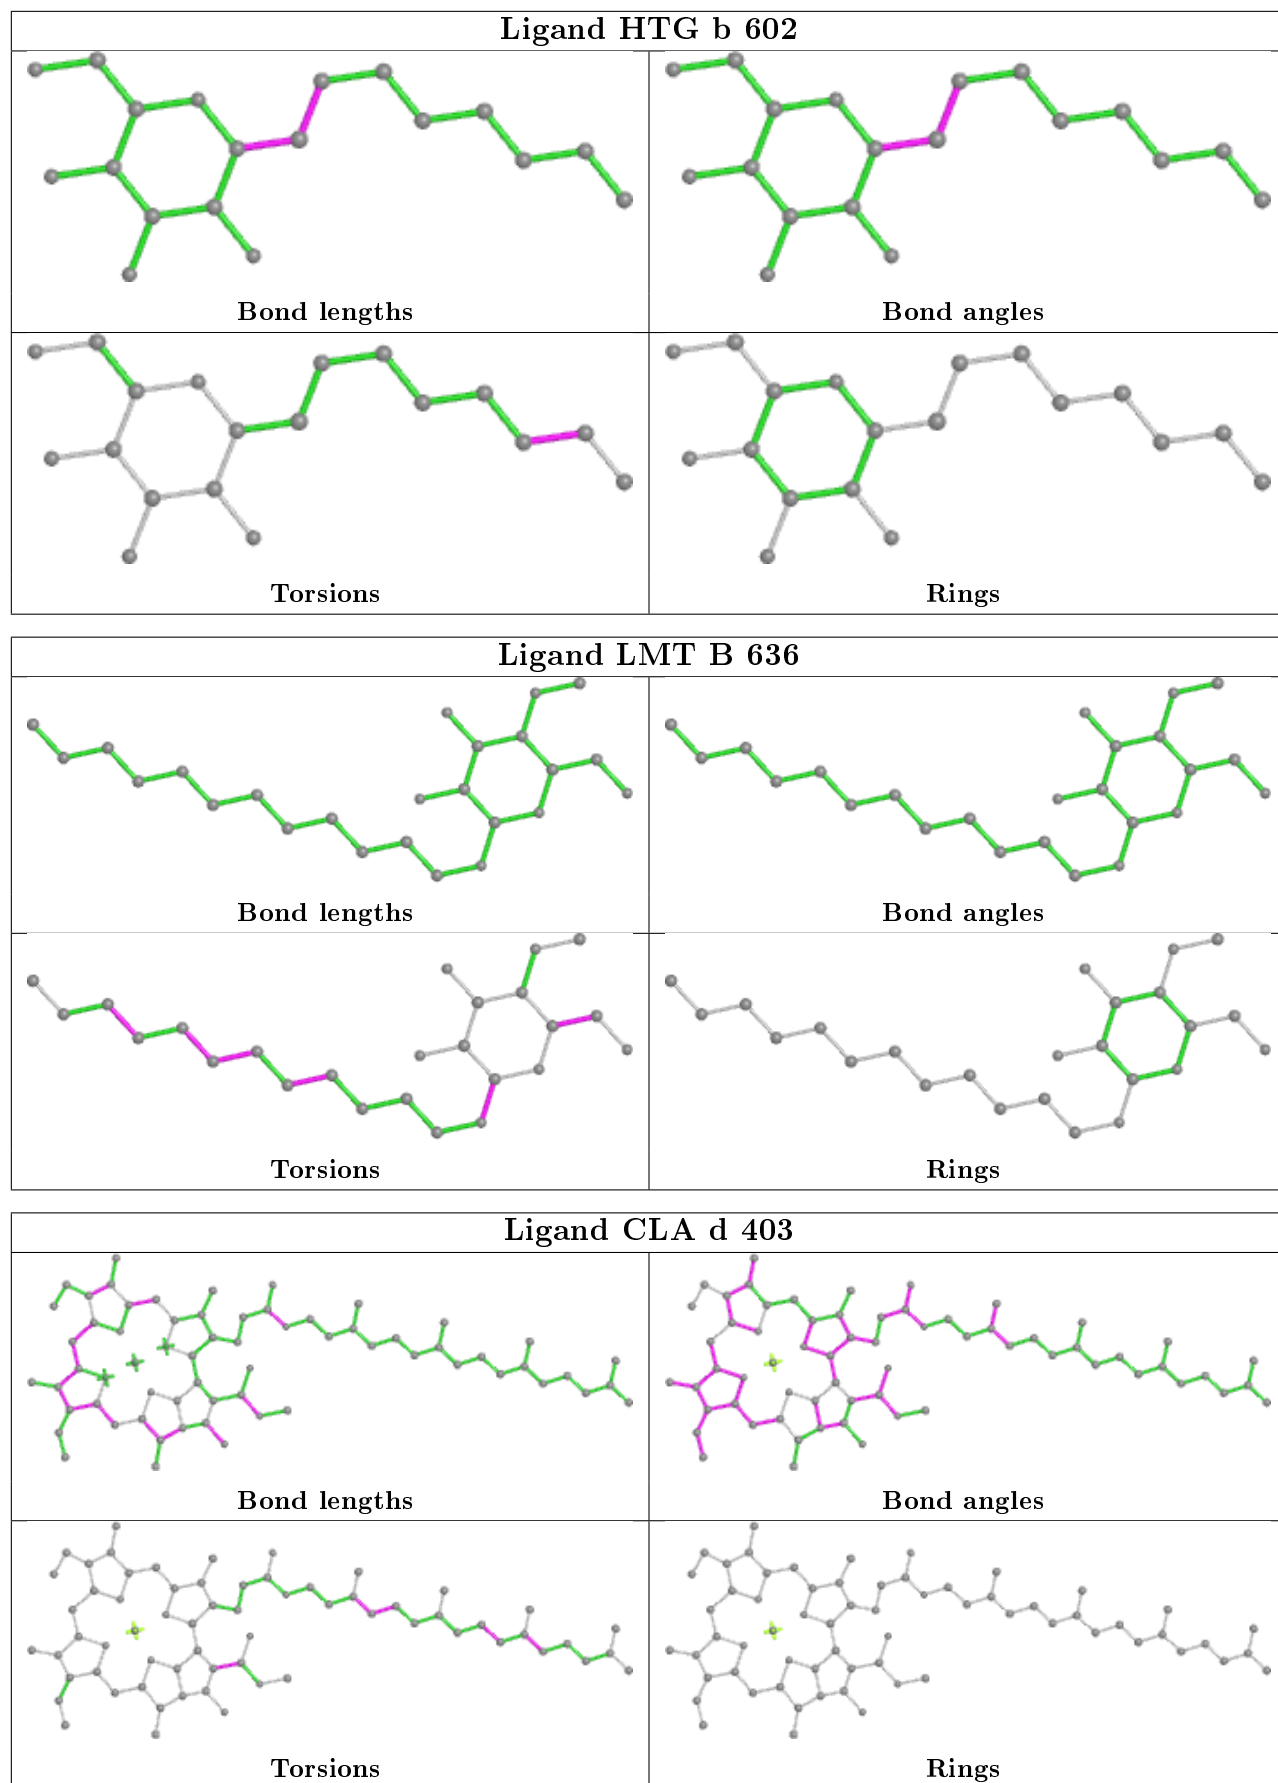 Ligand HTG b 602
Bond lengths
Bond angles
Torsions
Rings
Ligand LMT B 636
Bond lengths
Bond angles
Torsions
Rings
Ligand CLA d 403
Bond lengths
Bond angles
Torsions
Rings